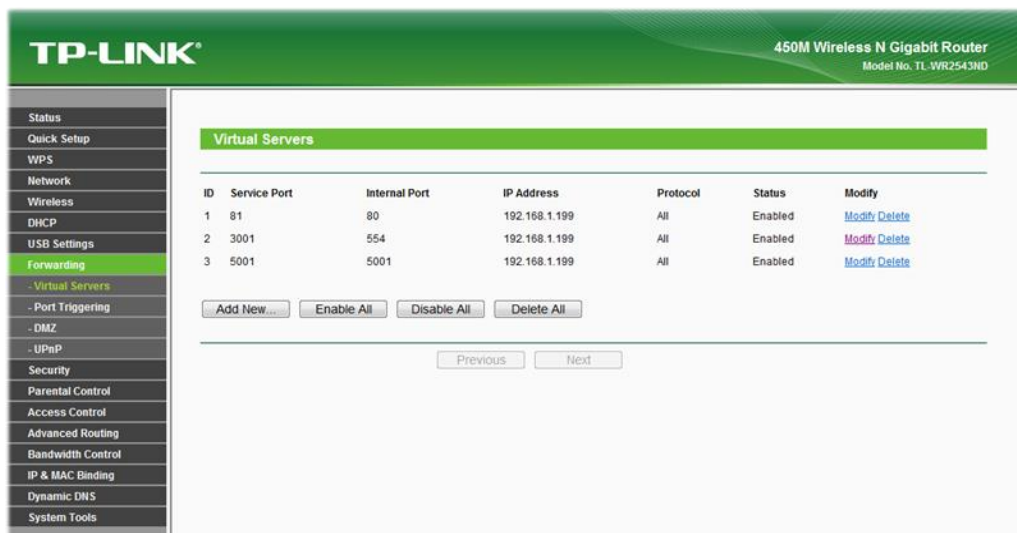 TP-LINK®
450M Wireless N Gigabit Router
Model No. TL-WR2543ND
Status
Quick Setup
WPS
Network
Wireless
DHCP
USB Settings
Forwarding
- Virtual Servers
- Port Triggering
- DMZ
- UPnP
Security
Parental Control
Access Control
Advanced Routing
Bandwidth Control
IP & MAC Binding
Dynamic DNS
System Tools
Virtual Servers
ID Service Port Internal Port IP Address Protocol Status Modify
1 81 80 192.168.1.199 All Enabled Modify Delete
2 3001 554 192.168.1.199 All Enabled Modify Delete
3 5001 5001 192.168.1.199 All Enabled Modify Delete
Add New... Enable All Disable All Delete All
Previous Next